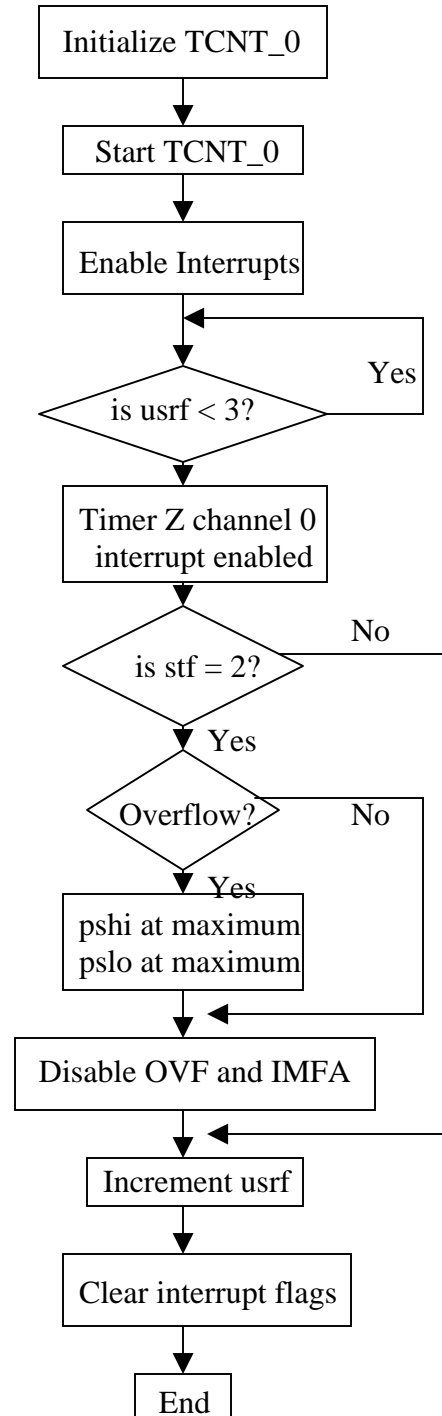 Initialize TCNT_0
Start TCNT_0
Enable Interrupts
Yes
is usrf < 3?
Timer Z channel 0
interrupt enabled
No
is stf = 2?
Yes
Overflow?
No
Yes
pshi at maximum
pslo at maximum
Disable OVF and IMFA
Increment usrf
Clear interrupt flags
End